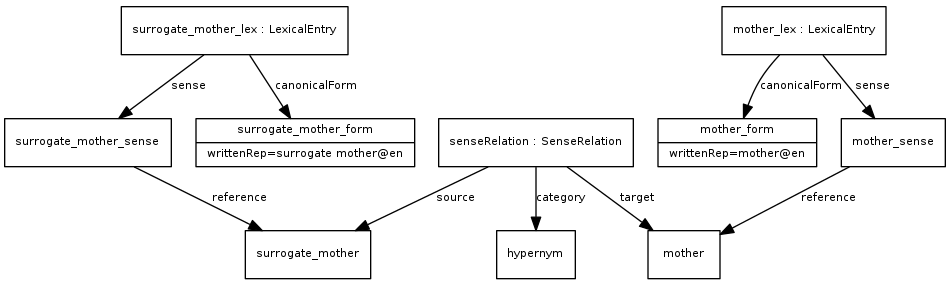 surrogate_mother_lex : LexicalEntry
mother_lex : LexicalEntry
sense
canonicalForm
canonicalForm
sense
surrogate_mother_sense
surrogate_mother_form
writtenRep=surrogate mother@en
senseRelation : SenseRelation
mother_form
writtenRep=mother@en
mother_sense
reference
source
category
target
reference
surrogate_mother
hypernym
mother